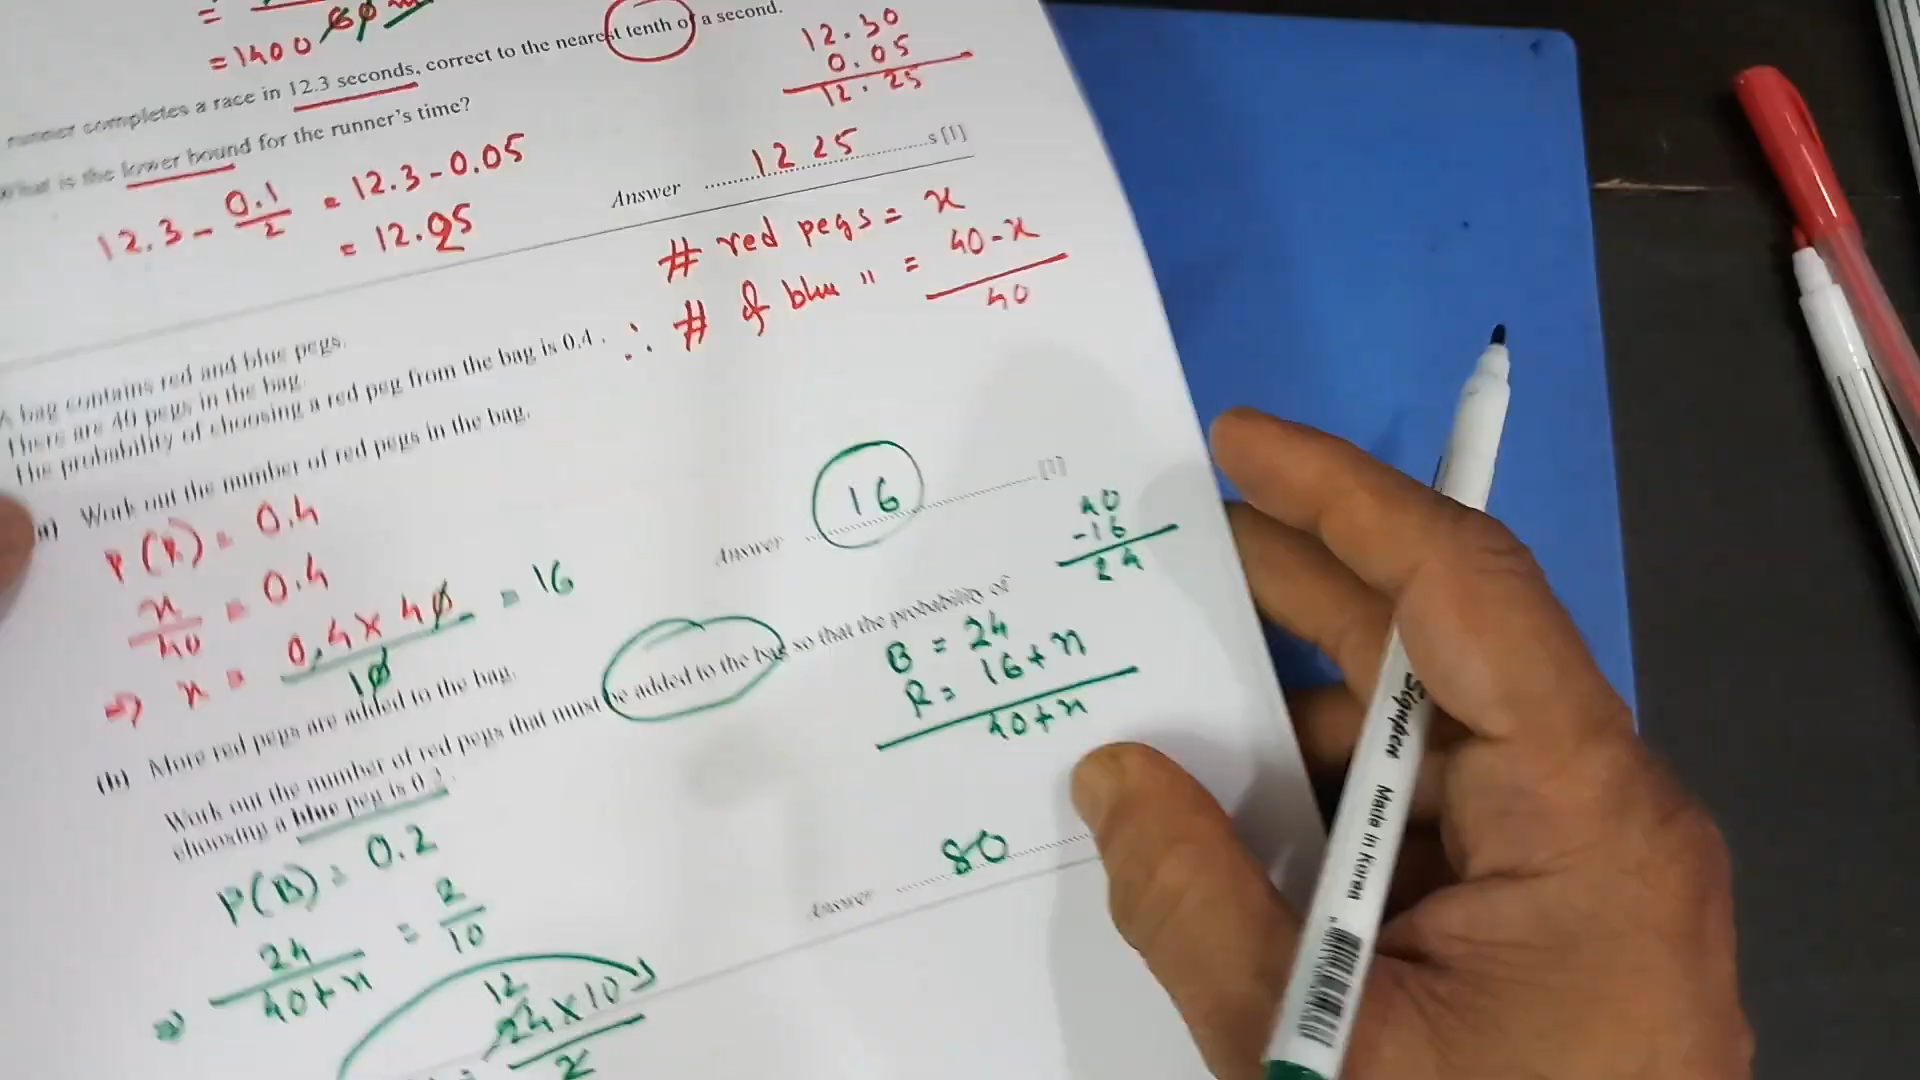 =
= 1400
runner completes a race in 12.3 seconds, correct to the nearest tenth of a second.
What is the lower bound for the runner's time?
12.30
0.05
12.25
12.3 - 0.1/2 = 12.3 - 0.05
= 12.25
Answer 12 25 s [1]
# red pegs = x
∴ # of blue " = 40-x
40
A bag contains red and blue pegs.
There are 40 pegs in the bag.
The probability of choosing a red peg from the bag is 0.4 .
(a) Work out the number of red pegs in the bag.
P(R) = 0.4
x/40 = 0.4
⇒ x = 0.4 x 40/10 = 16
Answer 16 [1]
40
-16
24
(b) More red pegs are added to the bag.
Work out the number of red pegs that must be added to the bag so that the probability of
choosing a blue peg is 0.2 .
B = 24
R = 16+n
40+n
P(B) = 0.2
⇒ 24/40+n = 2/10
12
24 x 10
2
Answer 80
Signpen Made in Korea